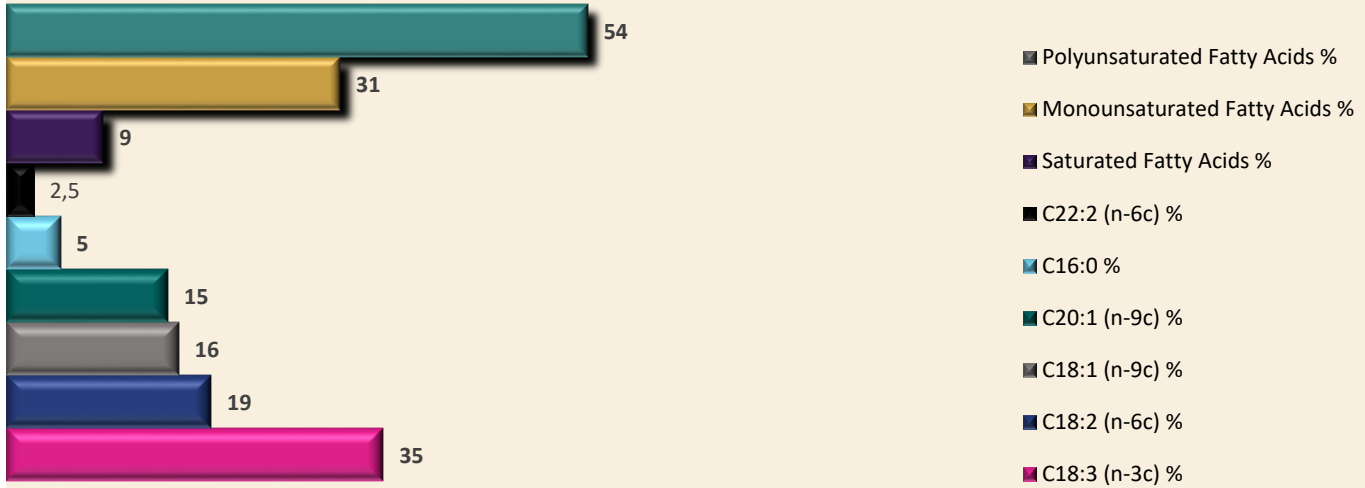 54
31
9
2,5
5
15
16
19
35
Polyunsaturated Fatty Acids %
Monounsaturated Fatty Acids %
Saturated Fatty Acids %
C22:2 (n-6c) %
C16:0 %
C20:1 (n-9c) %
C18:1 (n-9c) %
C18:2 (n-6c) %
C18:3 (n-3c) %